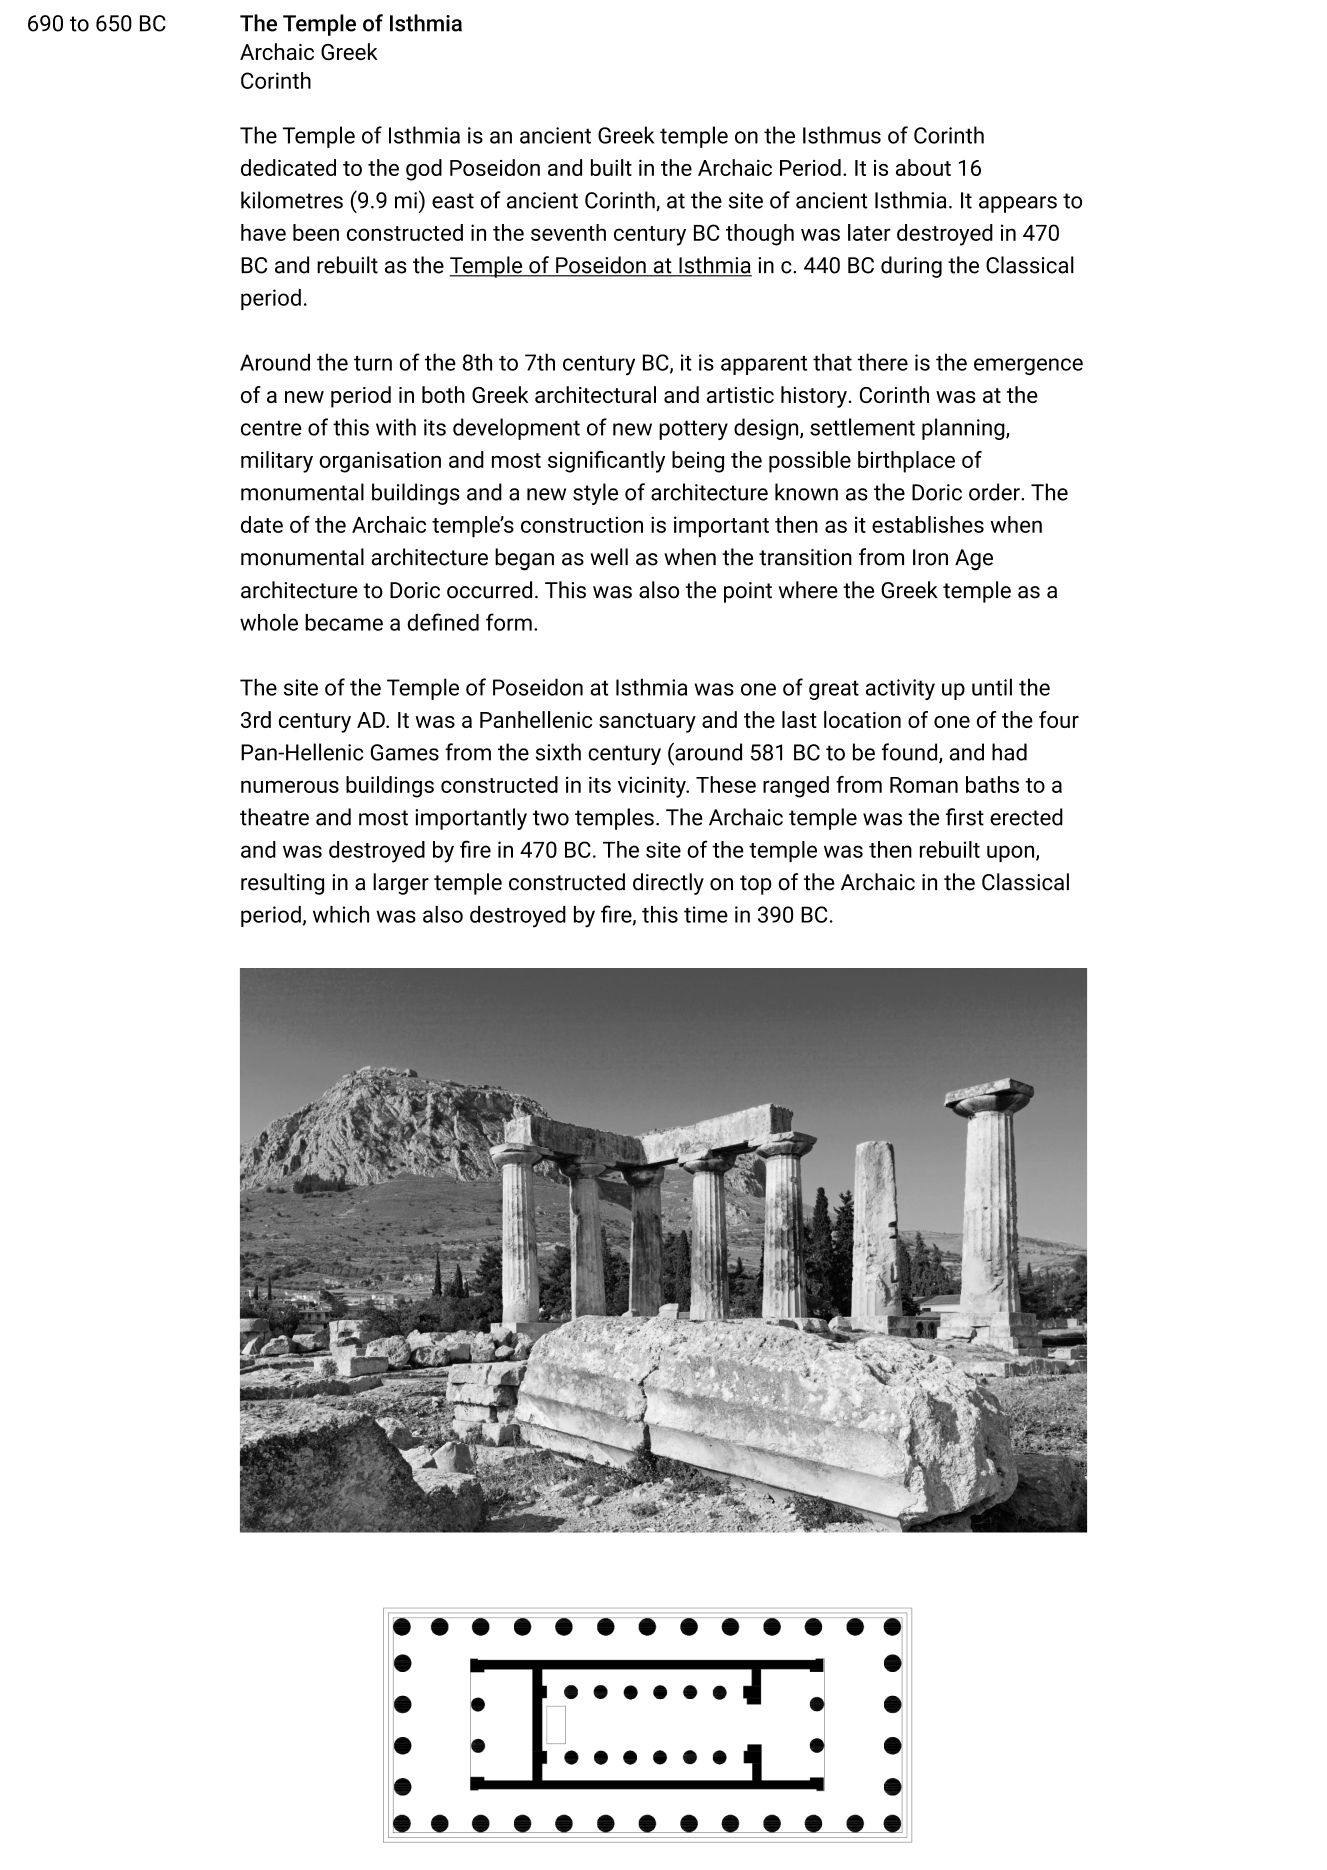 690 to 650 BC
The Temple of Isthmia
Archaic Greek
Corinth
The Temple of Isthmia is an ancient Greek temple on the Isthmus of Corinth
dedicated to the god Poseidon and built in the Archaic Period. It is about 16
kilometres (9.9 mi) east of ancient Corinth, at the site of ancient Isthmia. It appears to
have been constructed in the seventh century BC though was later destroyed in 470
BC and rebuilt as the Temple of Poseidon at Isthmia in c. 440 BC during the Classical
period.
Around the turn of the 8th to 7th century BC, it is apparent that there is the emergence
of a new period in both Greek architectural and artistic history. Corinth was at the
centre of this with its development of new pottery design, settlement planning,
military organisation and most significantly being the possible birthplace of
monumental buildings and a new style of architecture known as the Doric order. The
date of the Archaic temple’s construction is important then as it establishes when
monumental architecture began as well as when the transition from Iron Age
architecture to Doric occurred. This was also the point where the Greek temple as a
whole became a defined form.
The site of the Temple of Poseidon at Isthmia was one of great activity up until the
3rd century AD. It was a Panhellenic sanctuary and the last location of one of the four
Pan-Hellenic Games from the sixth century (around 581 BC to be found, and had
numerous buildings constructed in its vicinity. These ranged from Roman baths to a
theatre and most importantly two temples. The Archaic temple was the first erected
and was destroyed by fire in 470 BC. The site of the temple was then rebuilt upon,
resulting in a larger temple constructed directly on top of the Archaic in the Classical
period, which was also destroyed by fire, this time in 390 BC.